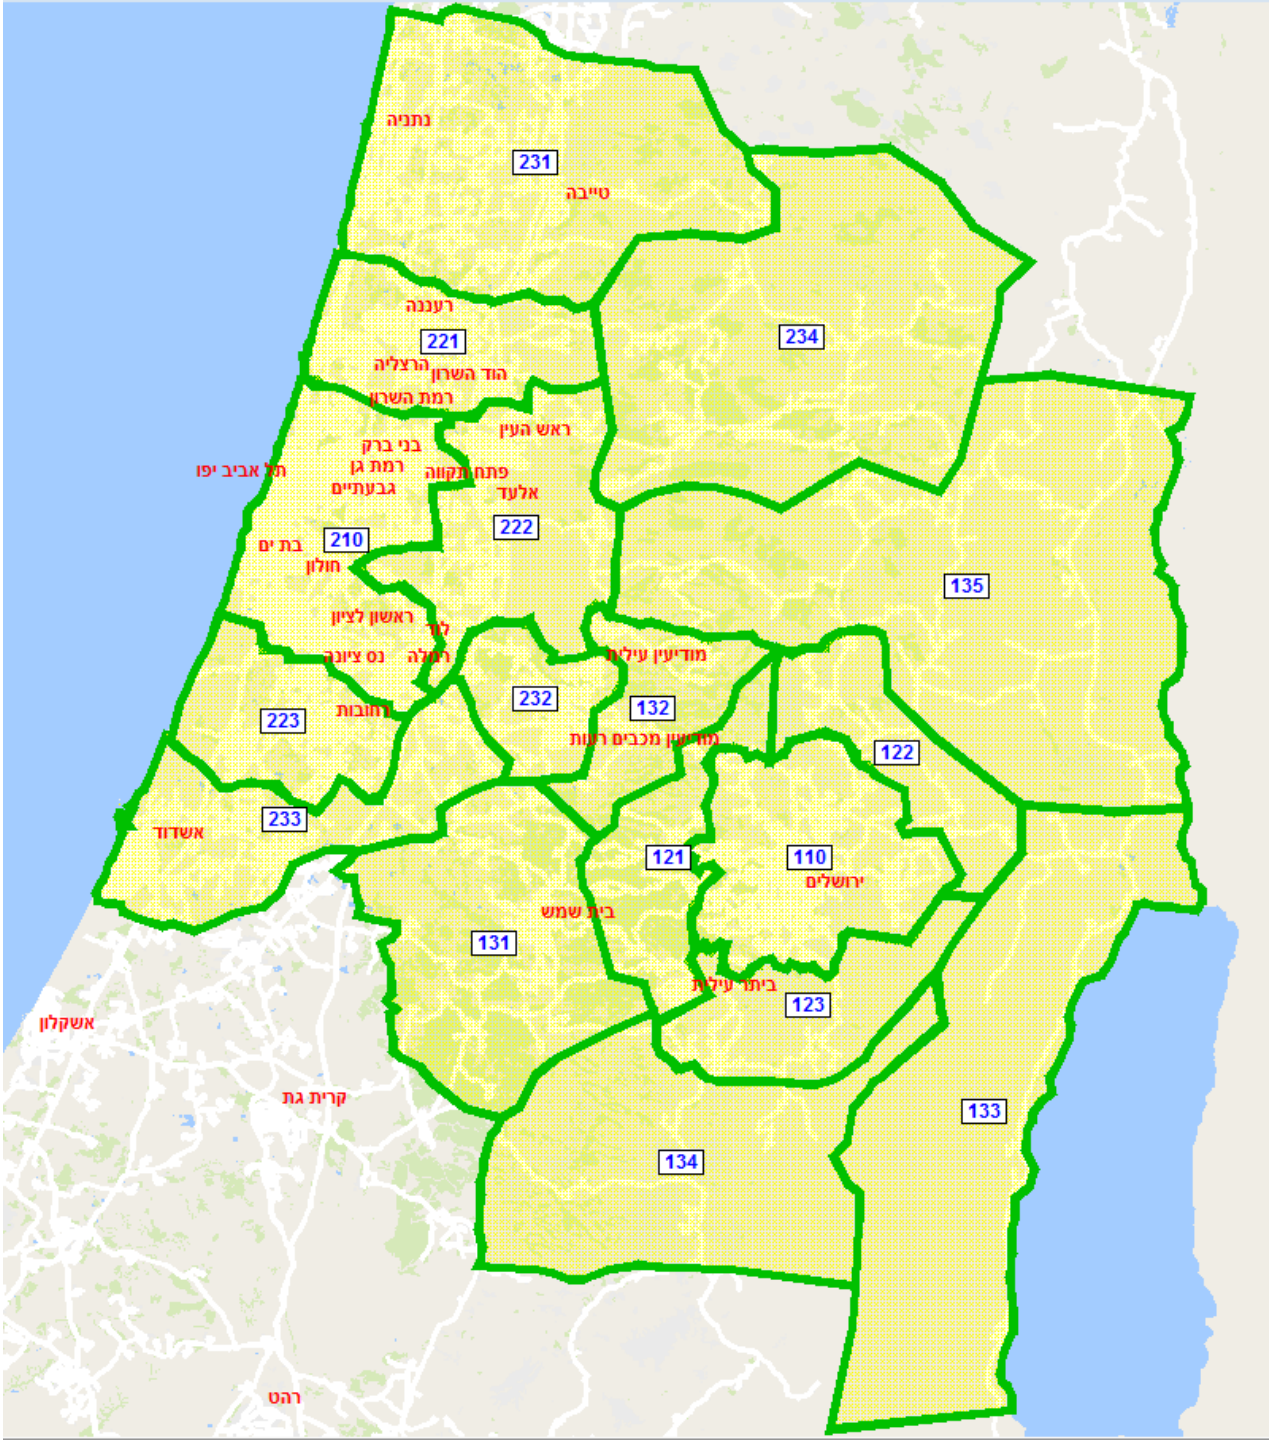 נתניה
231
טייבה
רעננה
221
234
הרצליה
הוד השרון
רמת השרון
ראש העין
בני ברק
רמת גן
פתח תקווה
תל אביב יפו
גבעתיים
אלעד
222
210
בת ים
חולון
135
ראשון לציון
לוד
נס ציונה
רמלה
מודיעין עילית
232
132
רחובות
223
מודיעין מכבים רעות
122
233
אשדוד
121
110
ירושלים
בית שמש
131
ביתר עילית
123
אשקלון
קרית גת
133
134
רהט